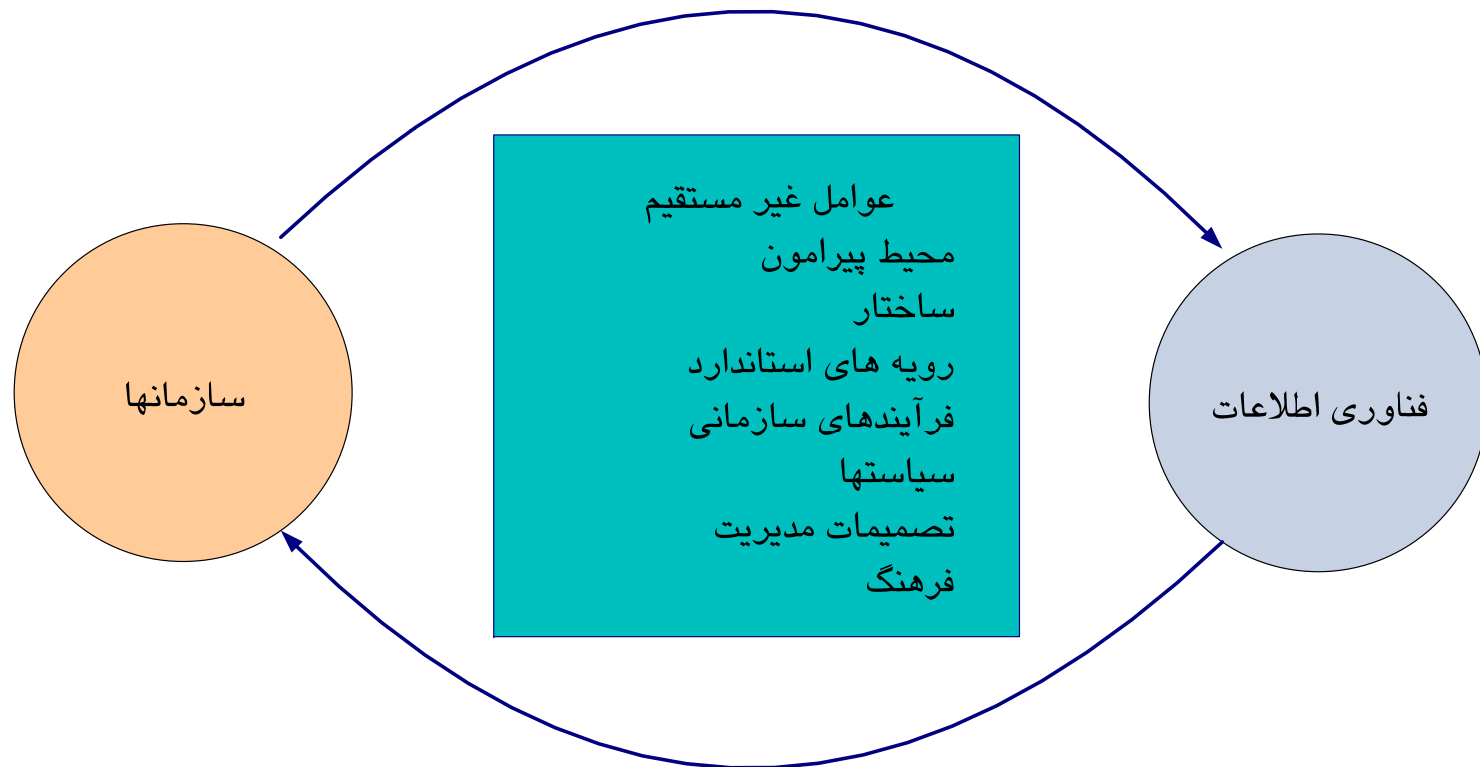 عوامل غیر مستقیم
محیط پیرامون
ساختار
رویه های استاندارد
فرآیندهای سازمانی
سیاستها
تصمیمات مدیریت
فرهنگ
فناوری اطلاعات
سازمانها